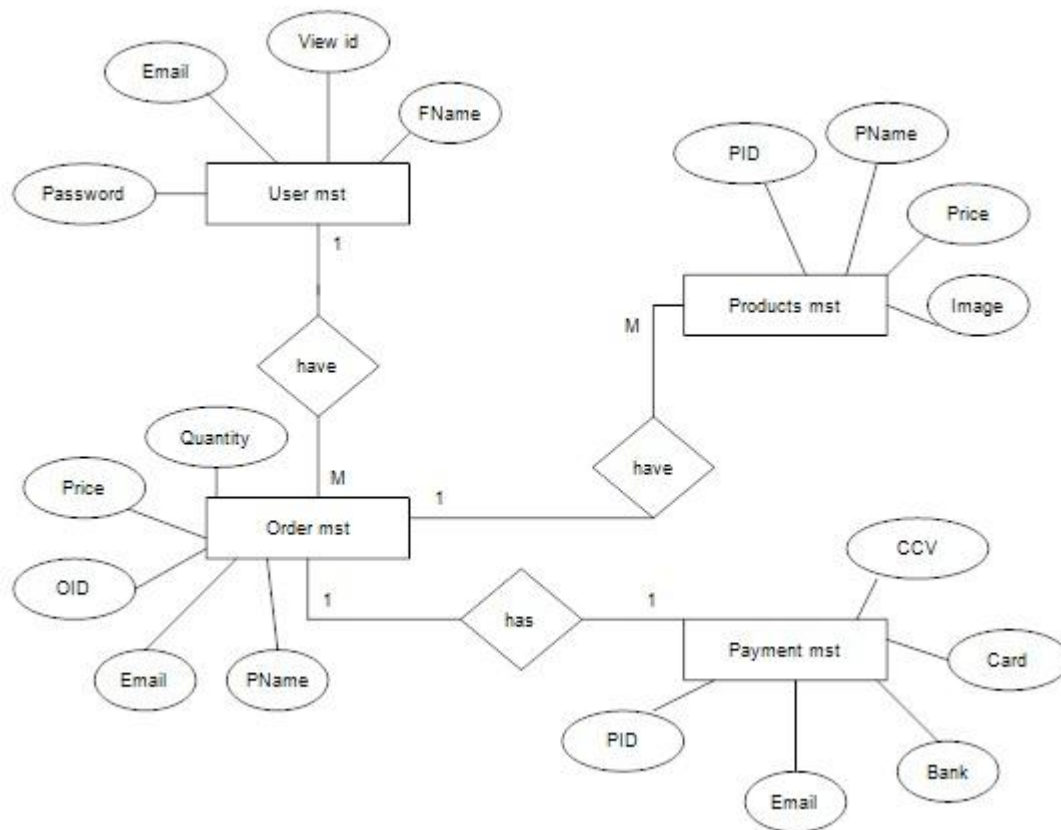 View id
Email
FName
PName
PID
Password
User mst
Price
1
Products mst
Image
M
have
Quantity
have
Price
M
1
Order mst
CCV
OID
1
has
1
Payment mst
Card
Email
PName
PID
Bank
Email